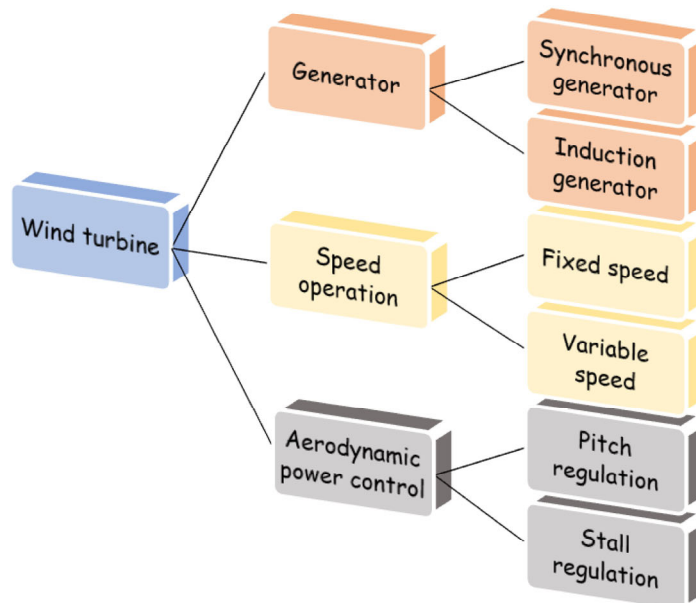 Wind turbine
Generator
Synchronous
generator
Induction
generator
Speed
operation
Fixed speed
Variable
speed
Aerodynamic
power control
Pitch
regulation
Stall
regulation